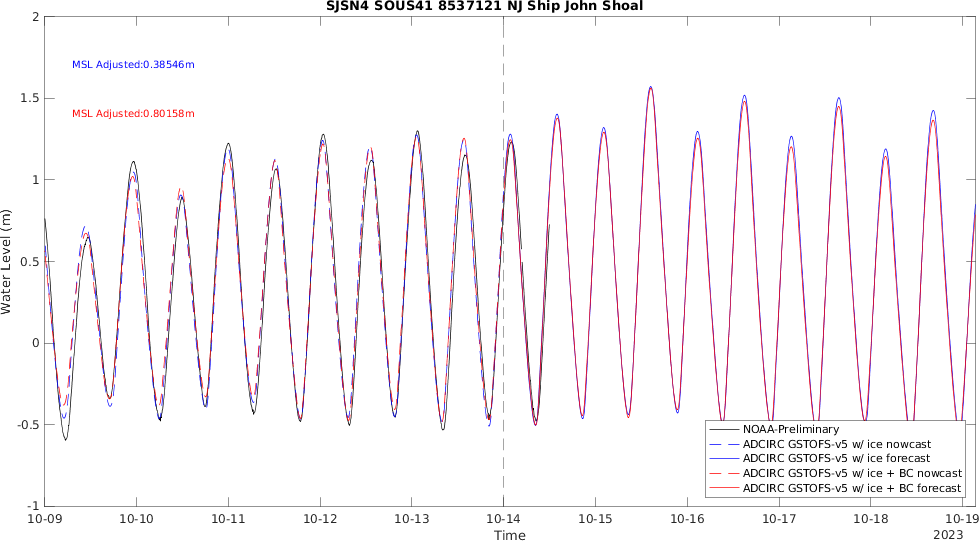 SJSN4 SOUS41 8537121 NJ Ship John Shoal
2
1.5
1
0.5
0
-0.5
-1
Water Level (m)
MSL Adjusted:0.38546m
MSL Adjusted:0.80158m
NOAA-Preliminary
ADCIRC GSTOFS-v5 w/ ice nowcast
ADCIRC GSTOFS-v5 w/ ice forecast
ADCIRC GSTOFS-v5 w/ ice + BC nowcast
ADCIRC GSTOFS-v5 w/ ice + BC forecast
10-09 10-10 10-11 10-12 10-13 10-14 10-15 10-16 10-17 10-18 10-19
Time
2023